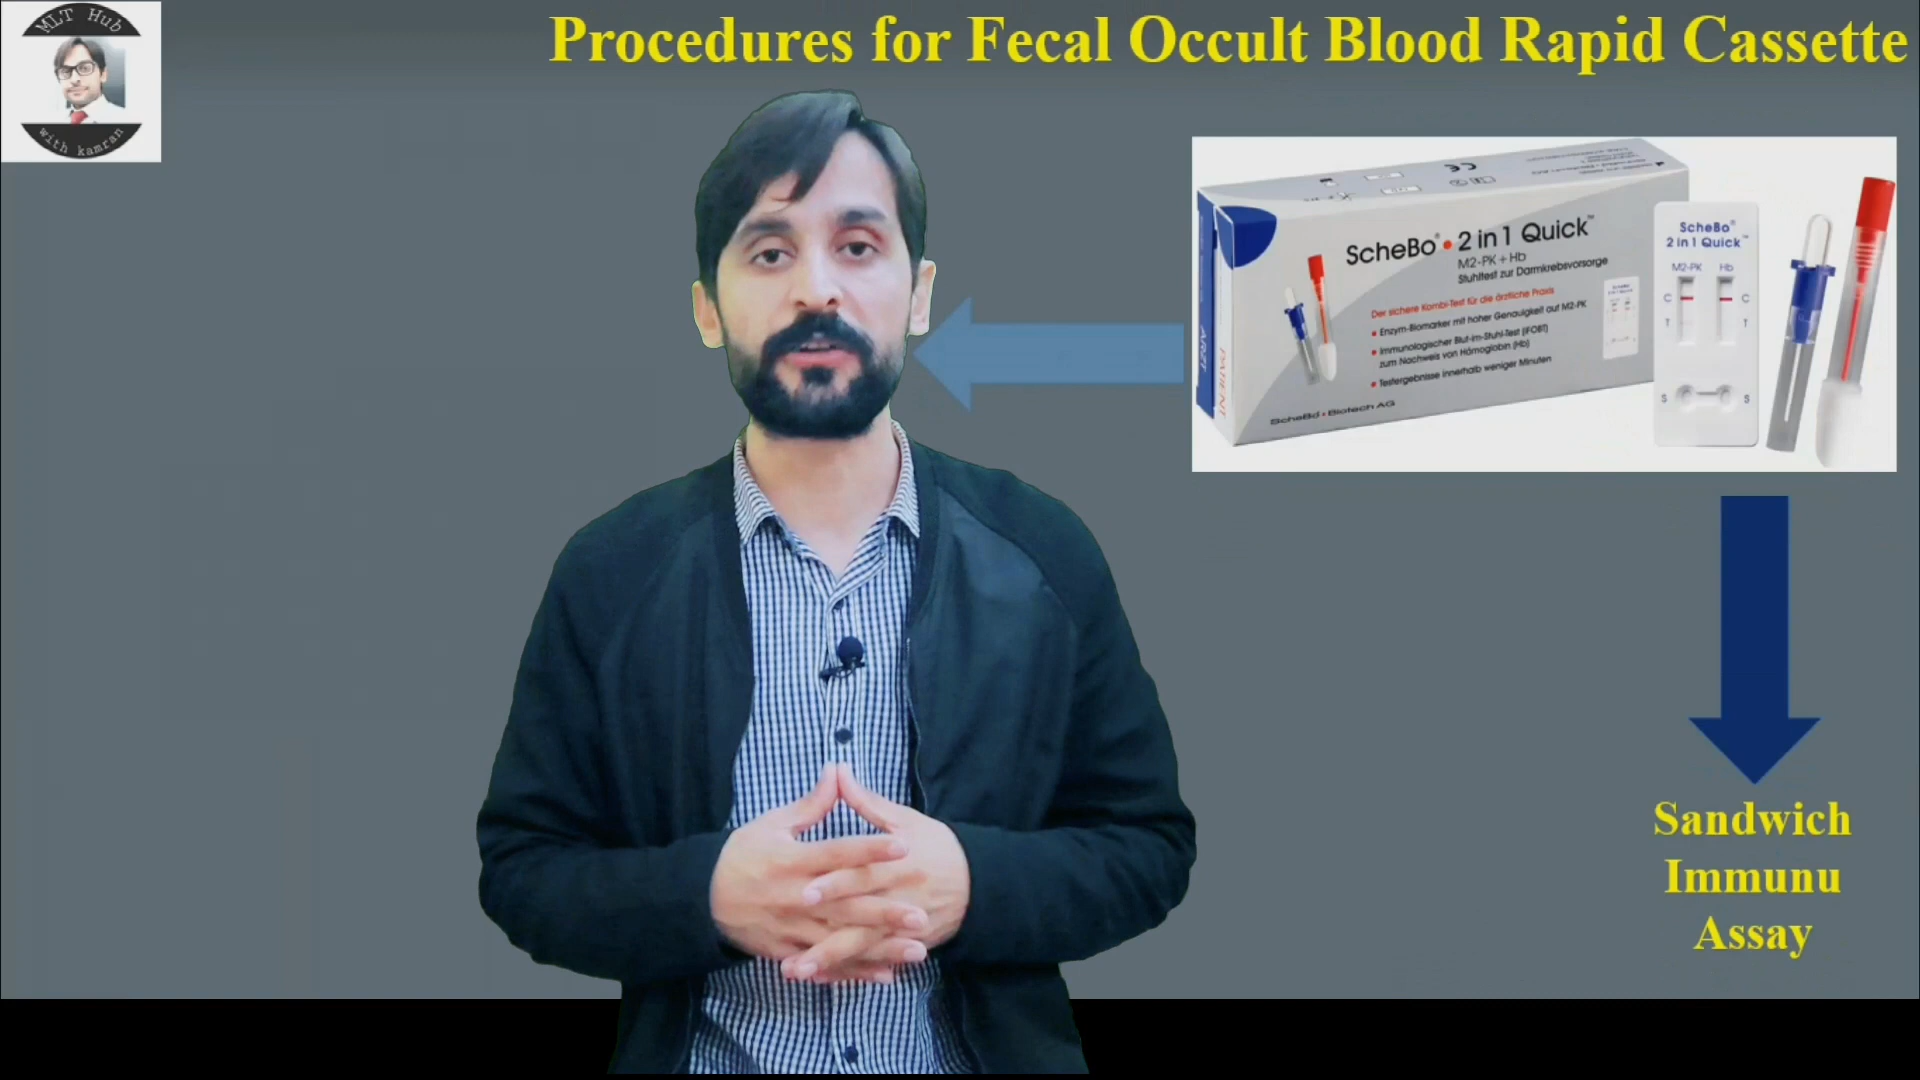 MLT Hub
with kamran
Procedures for Fecal Occult Blood Rapid Cassette
ScheBo® • 2 in 1 Quick™
M2-PK + Hb
Stuhltest zur Darmkrebsvorsorge
Der sichere Kombi-Test für die ärztliche Praxis
• Enzym-Biomarker mit hoher Genauigkeit auf M2-PK
• Immunologischer Blut-im-Stuhl-Test (iFOBT)
zum Nachweis von Hämoglobin (Hb)
• Testergebnisse innerhalb weniger Minuten
ScheBo • Biotech AG
ARZT
PATIENT
CE
ScheBo®
2 in 1 Quick™
M2-PK Hb
C C
T T
S S
Sandwich
Immunu
Assay